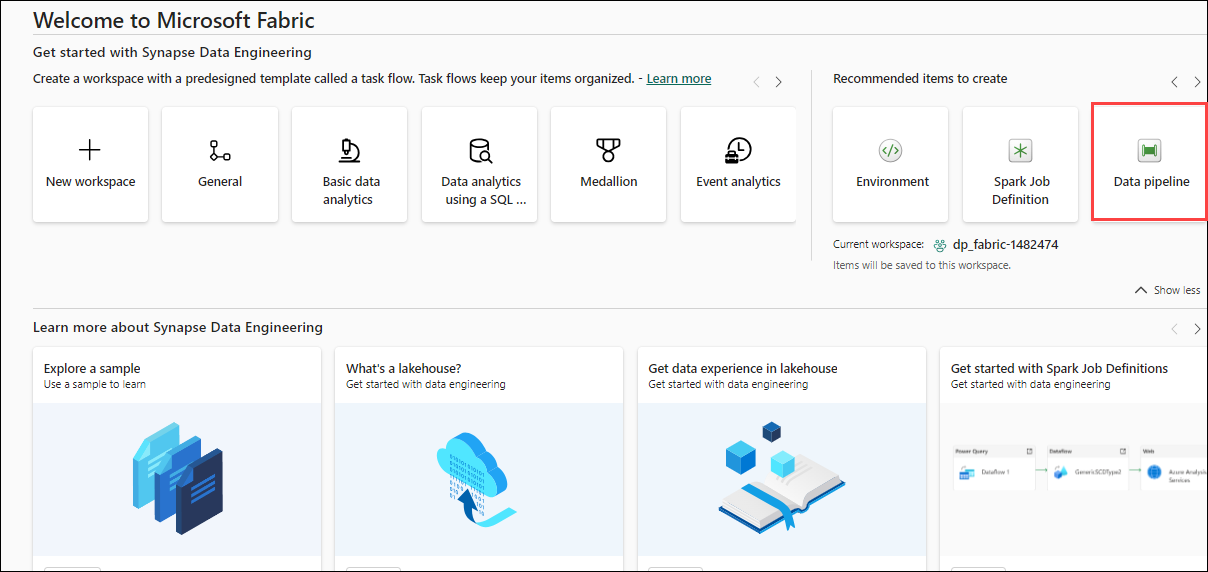 Welcome to Microsoft Fabric
Get started with Synapse Data Engineering
Create a workspace with a predesigned template called a task flow. Task flows keep your items organized. - Learn more
Recommended items to create
New workspace
General
Basic data
analytics
Data analytics
using a SQL ...
Medallion
Event analytics
Environment
Spark Job
Definition
Data pipeline
Current workspace: dp_fabric-1482474
Items will be saved to this workspace.
Show less
Learn more about Synapse Data Engineering
Explore a sample
Use a sample to learn
What's a lakehouse?
Get started with data engineering
Get data experience in lakehouse
Get started with data engineering
Get started with Spark Job Definitions
Get started with data engineering
Power Query
Dataflow 1
Dataflow
GenericSCDType2
Web
Azure Analysis
Services